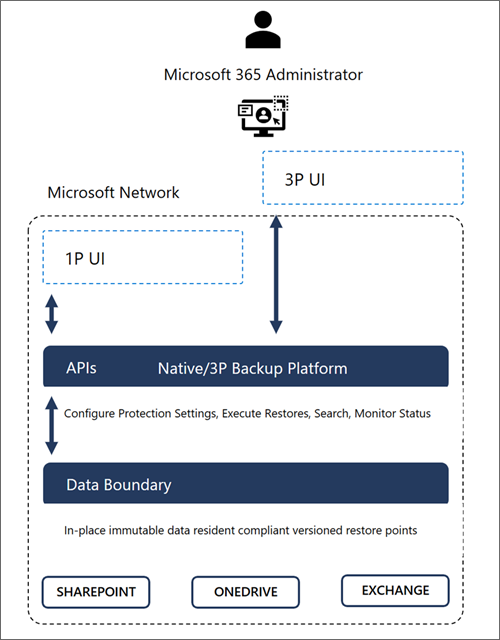 Microsoft 365 Administrator
3P UI
Microsoft Network
1P UI
APIs Native/3P Backup Platform
Configure Protection Settings, Execute Restores, Search, Monitor Status
Data Boundary
In-place immutable data resident compliant versioned restore points
SHAREPOINT ONEDRIVE EXCHANGE